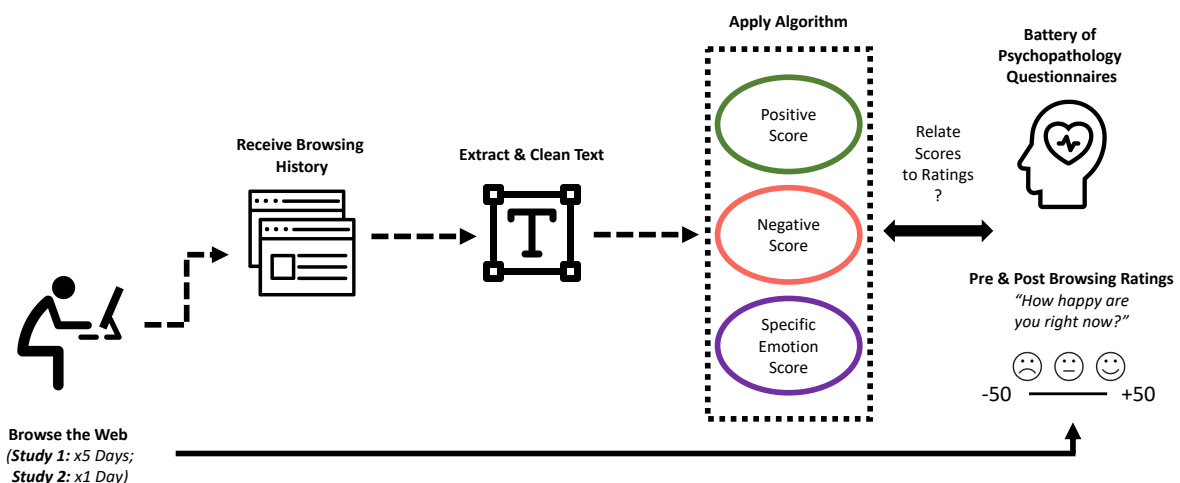 Apply Algorithm
Battery of
Psychopathology
Questionnaires
Positive
Score
Receive Browsing
History
Extract & Clean Text
Relate
Scores
to Ratings
?
T
Negative
Score
Pre & Post Browsing Ratings
“How happy are
you right now?”
Specific
Emotion
Score
-50
+50
Browse the Web
(Study 1: x5 Days;
Study 2: x1 Day)